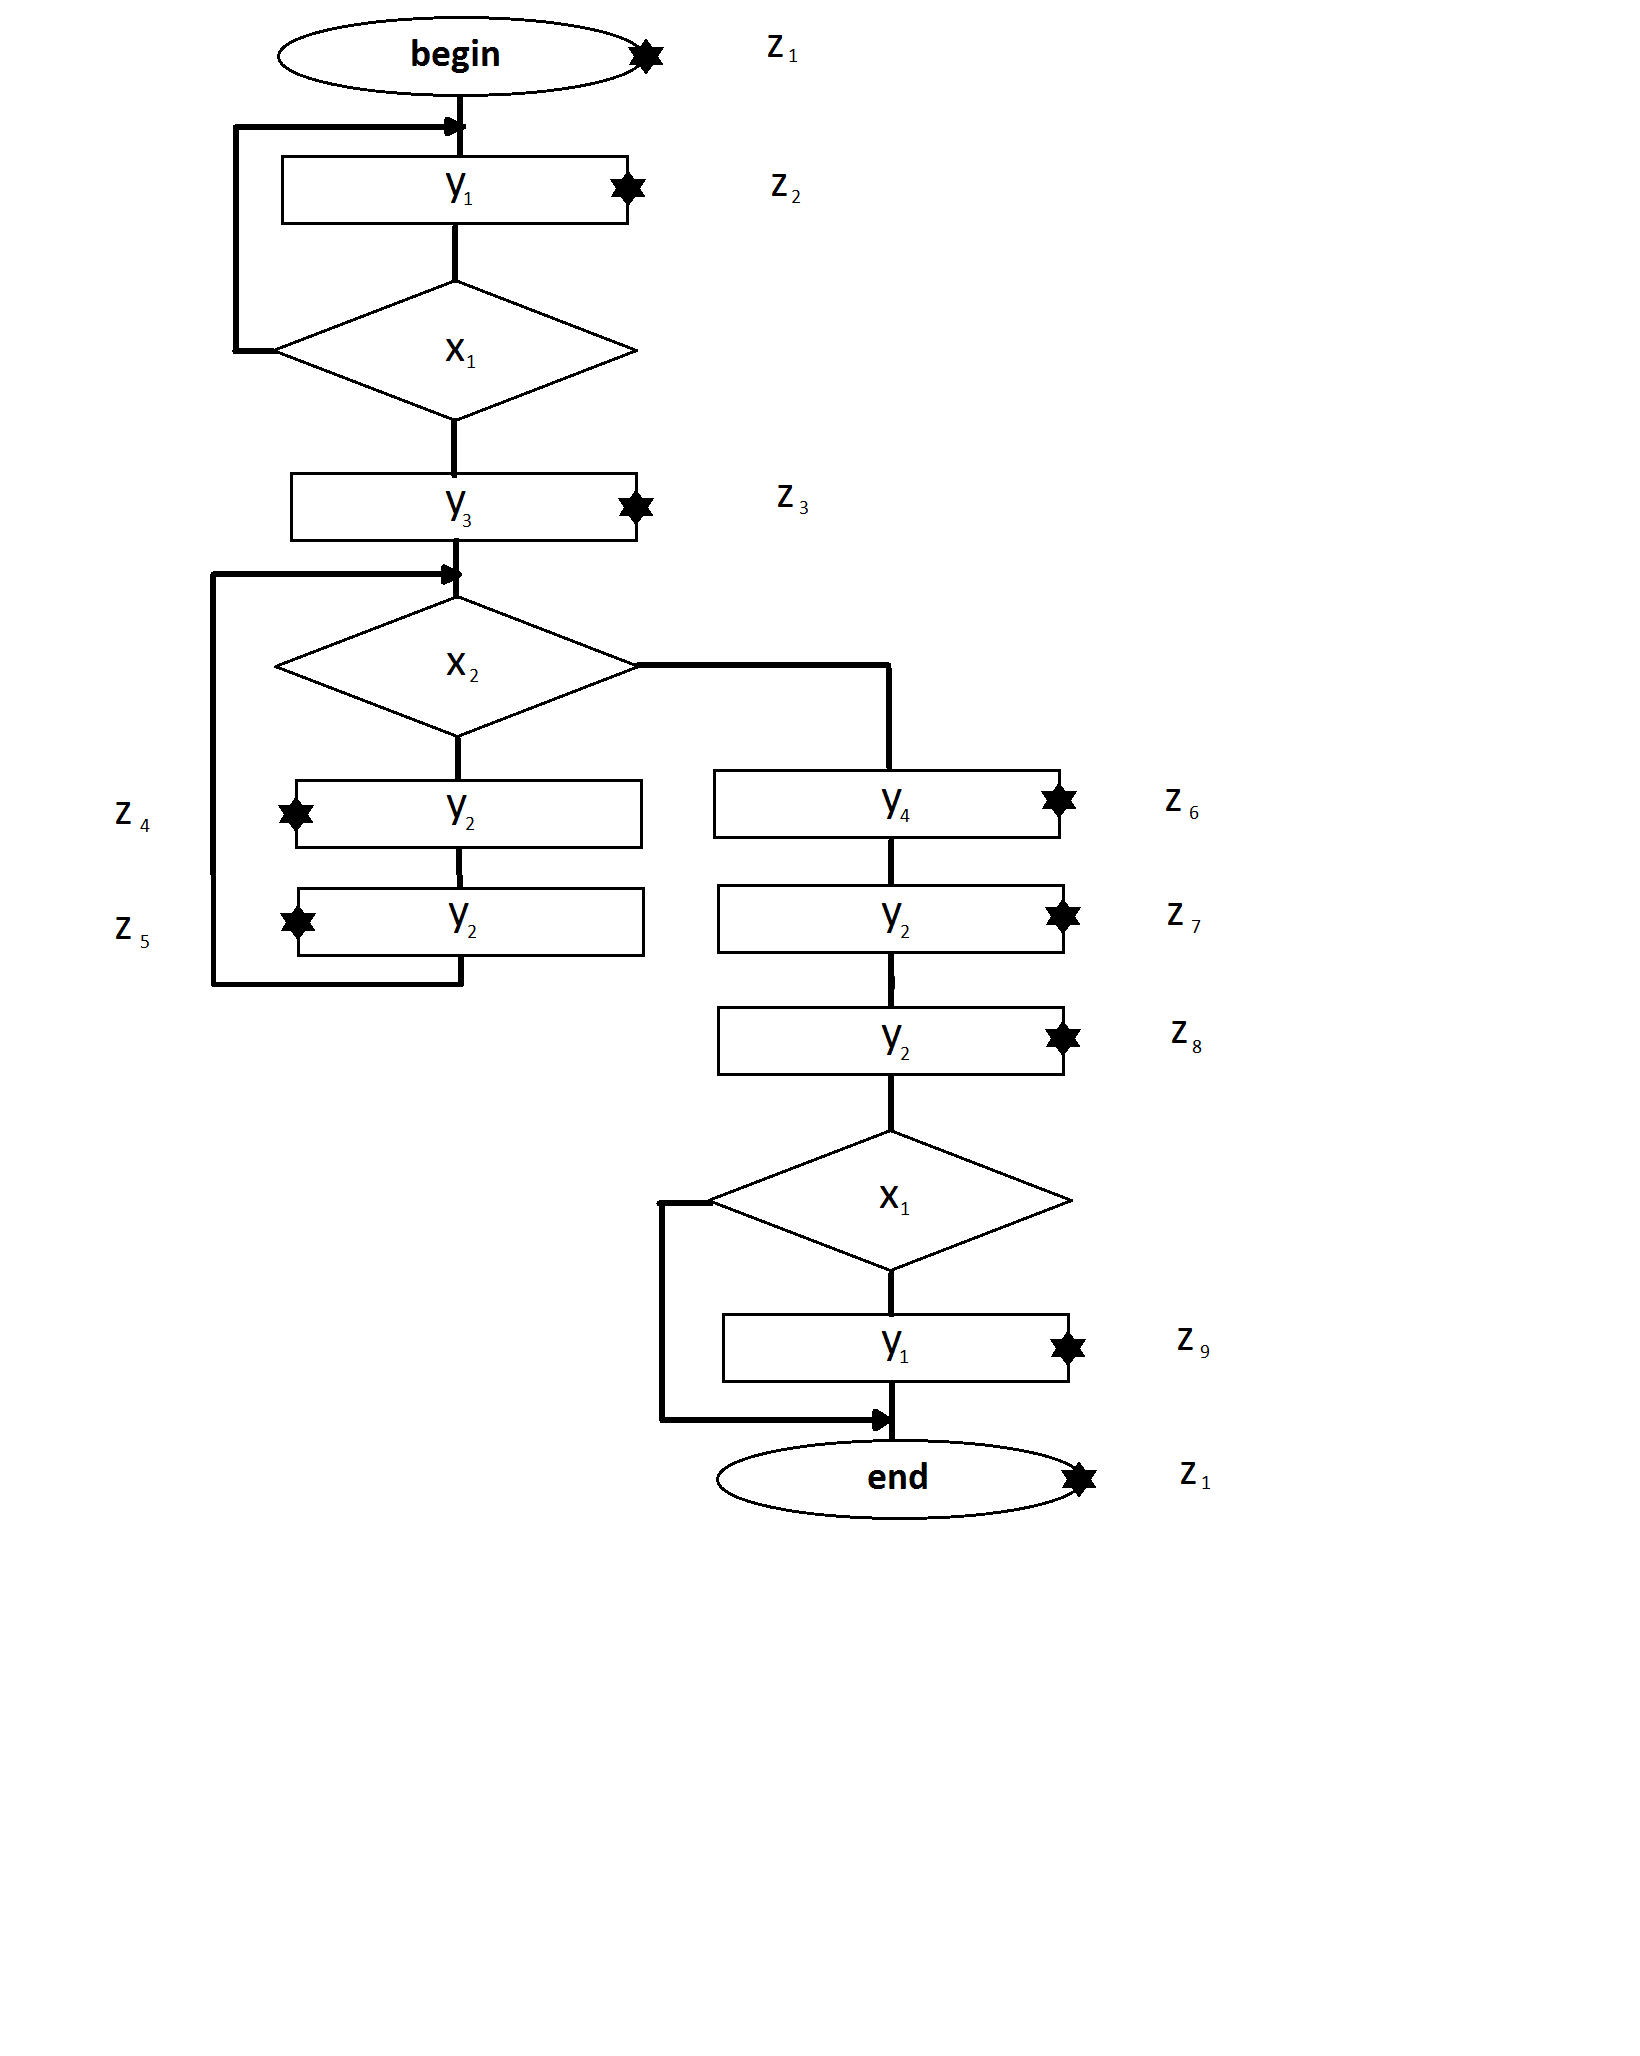 begin z₁
y₁ z₂
x₁
y₃ z₃
x₂
z₄ y₂ y₄ z₆
z₅ y₂ y₂ z₇
y₂ z₈
x₁
y₁ z₉
end z₁